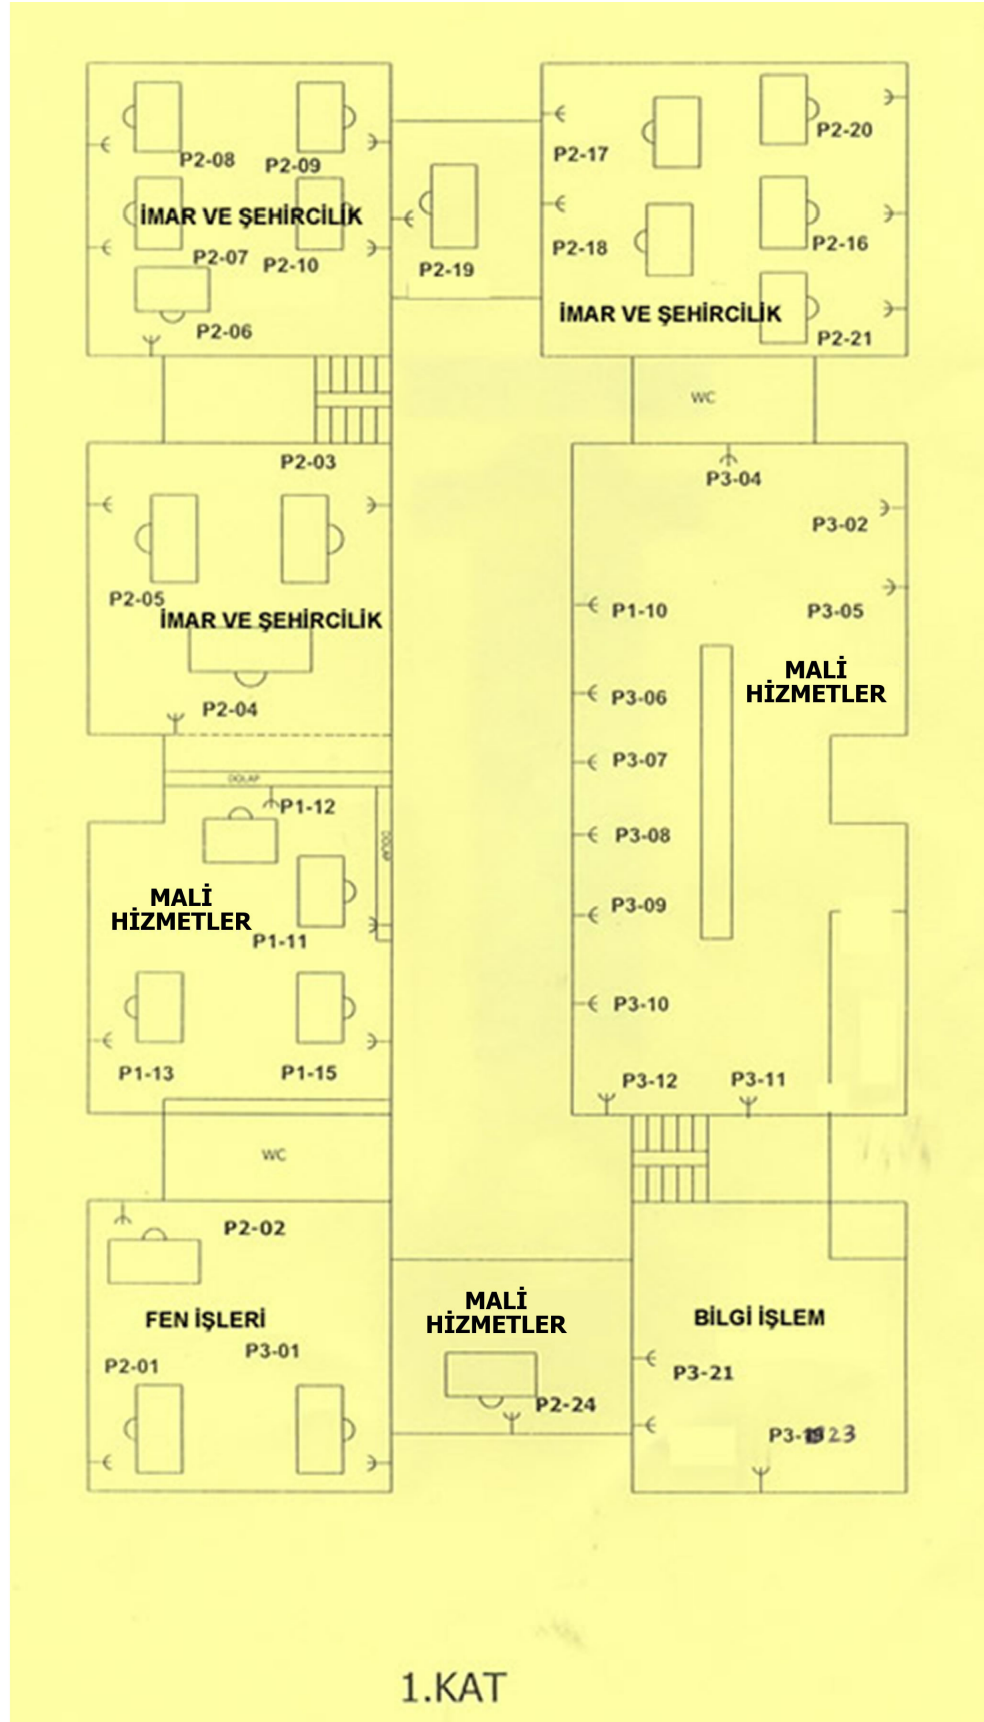 P2-08
P2-09
İMAR VE ŞEHİRCİLİK
P2-07
P2-10
P2-06
P2-19
P2-17
P2-20
P2-18
P2-16
İMAR VE ŞEHİRCİLİK
P2-21
WC
P2-03
P2-05
İMAR VE ŞEHİRCİLİK
P2-04
DOLAP
P1-12
DOLAP
MALİ
HİZMETLER
P1-11
P1-13
P1-15
WC
P3-04
P3-02
P1-10
P3-05
MALİ
HİZMETLER
P3-06
P3-07
P3-08
P3-09
P3-10
P3-12
P3-11
P2-02
FEN İŞLERİ
P3-01
P2-01
MALİ
HİZMETLER
P2-24
BİLGİ İŞLEM
P3-21
P3-23
1.KAT